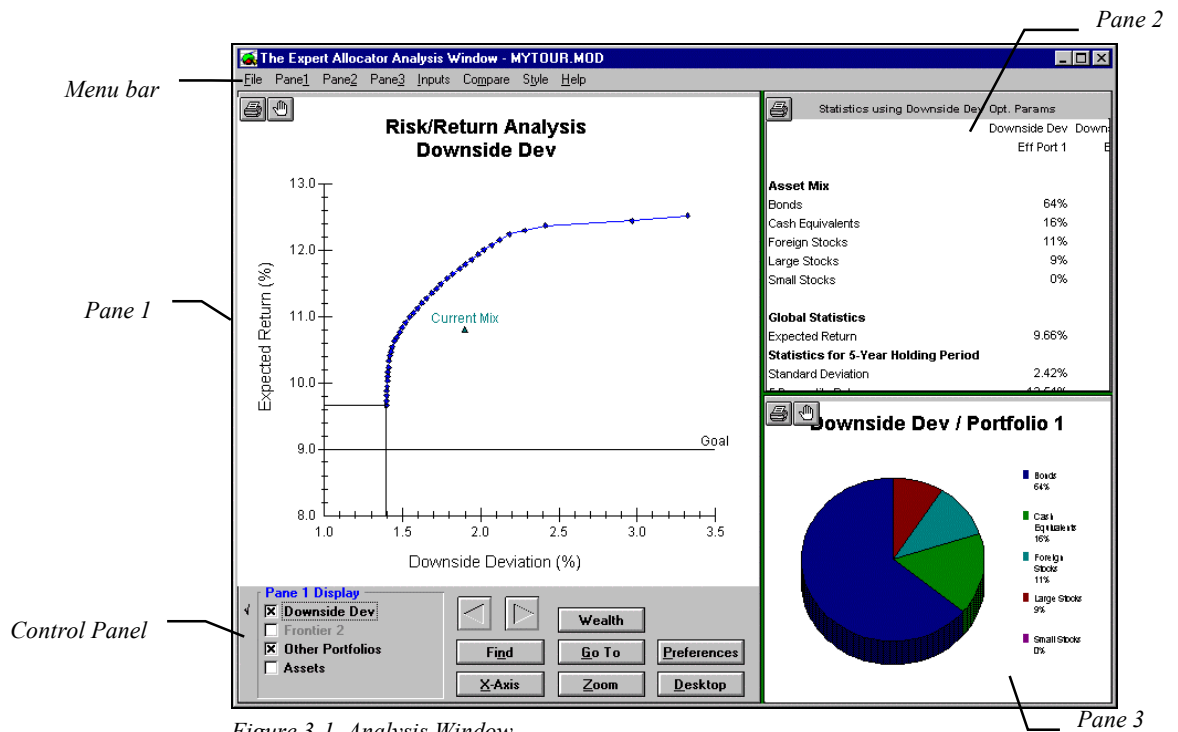 Pane 2
Menu bar
Pane 1
Control Panel
Pane 3
The Expert Allocator Analysis Window - MYTOUR.MOD
File Pane1 Pane2 Pane3 Inputs Compare Style Help
Risk/Return Analysis
Downside Dev
Expected Return (%)
13.0
12.0
11.0
10.0
9.0
8.0
Current Mix
Goal
1.0 1.5 2.0 2.5 3.0 3.5
Downside Deviation (%)
Statistics using Downside Dev Opt. Params
Downside Dev Down
Eff Port 1 E
Asset Mix
Bonds 64%
Cash Equivalents 16%
Foreign Stocks 11%
Large Stocks 9%
Small Stocks 0%
Global Statistics
Expected Return 9.66%
Statistics for 5-Year Holding Period
Standard Deviation 2.42%
Downside Dev / Portfolio 1
Bonds
64%
Cash
Equivalents
16%
Foreign
Stocks
11%
Large Stocks
9%
Small Stocks
0%
Pane 1 Display
Downside Dev
Frontier 2
Other Portfolios
Assets
Wealth
Find Go To Preferences
X-Axis Zoom Desktop
Figure 3-1 Analysis Window